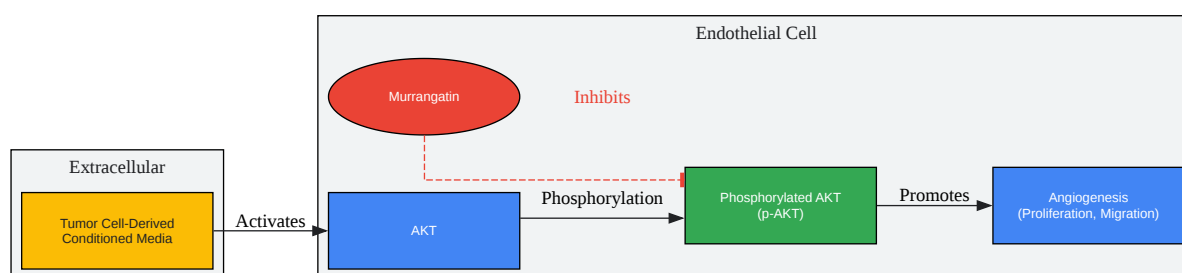 Endothelial Cell
Murrangatin
Inhibits
Extracellular
Tumor Cell-Derived
Conditioned Media
Activates
AKT
Phosphorylation
Phosphorylated AKT
(p-AKT)
Promotes
Angiogenesis
(Proliferation, Migration)